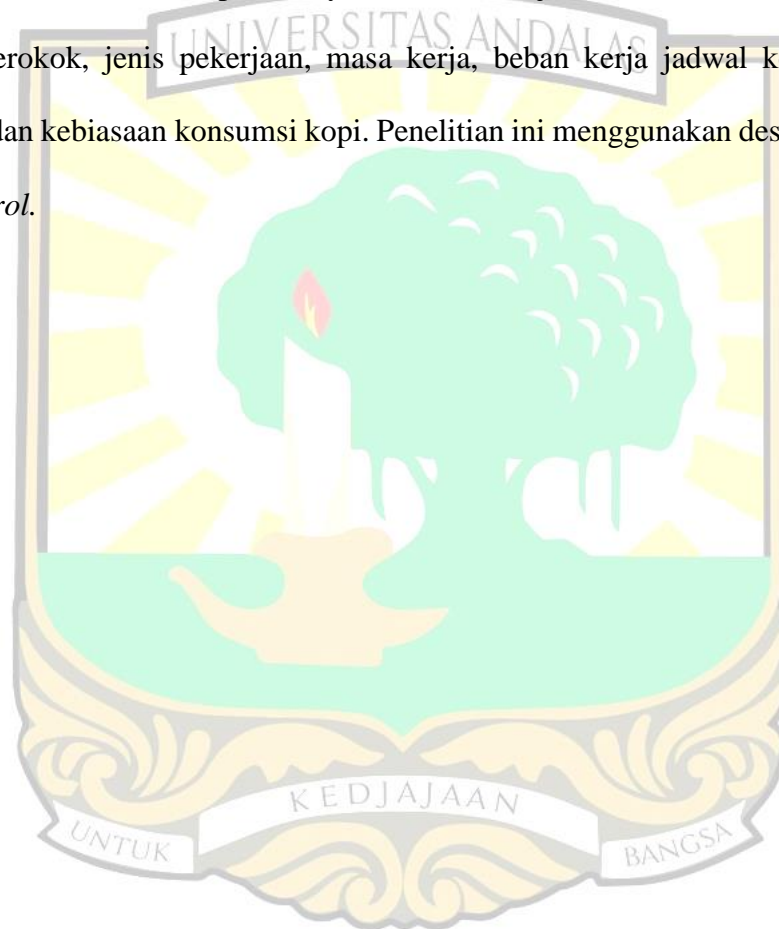 UNIVERSITAS ANDALAS
erokok, jenis pekerjaan, masa kerja, beban kerja jadwal k
dan kebiasaan konsumsi kopi. Penelitian ini menggunakan des
rol.
KEDJAJAAN
UNTUK BANGSA